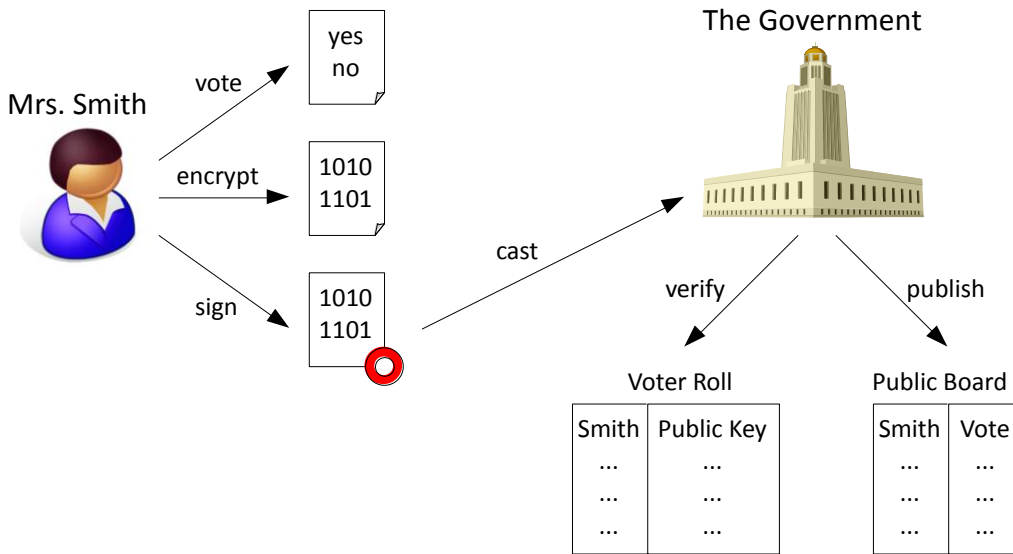 The Government
yes
no
vote
Mrs. Smith
encrypt
1010
1101
cast
sign
1010
1101
verify
publish
Voter Roll
Public Board
Smith Public Key
... ...
... ...
... ...
Smith Vote
... ...
... ...
... ...